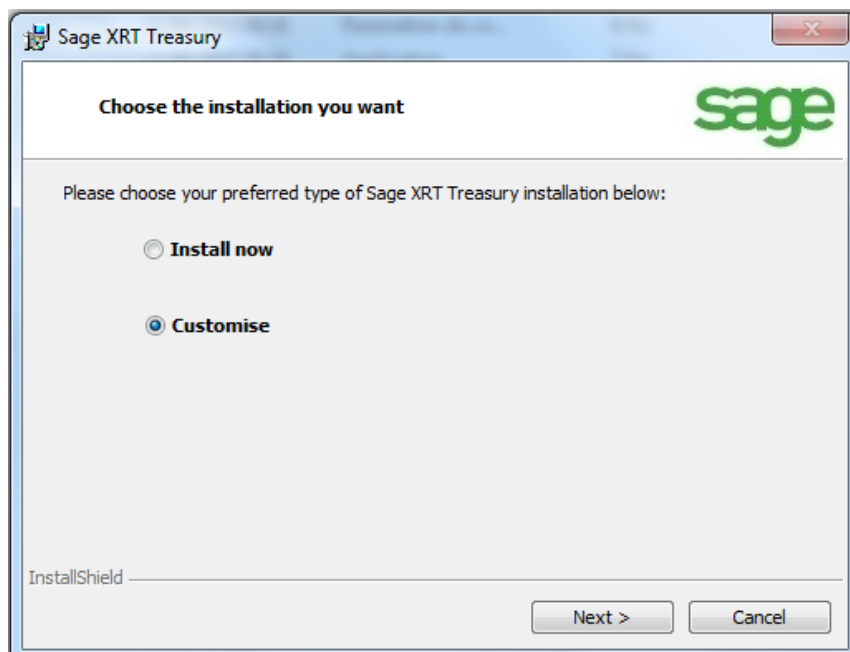 Sage XRT Treasury
Choose the installation you want
sage
Please choose your preferred type of Sage XRT Treasury installation below:
Install now
Customise
InstallShield
Next >
Cancel